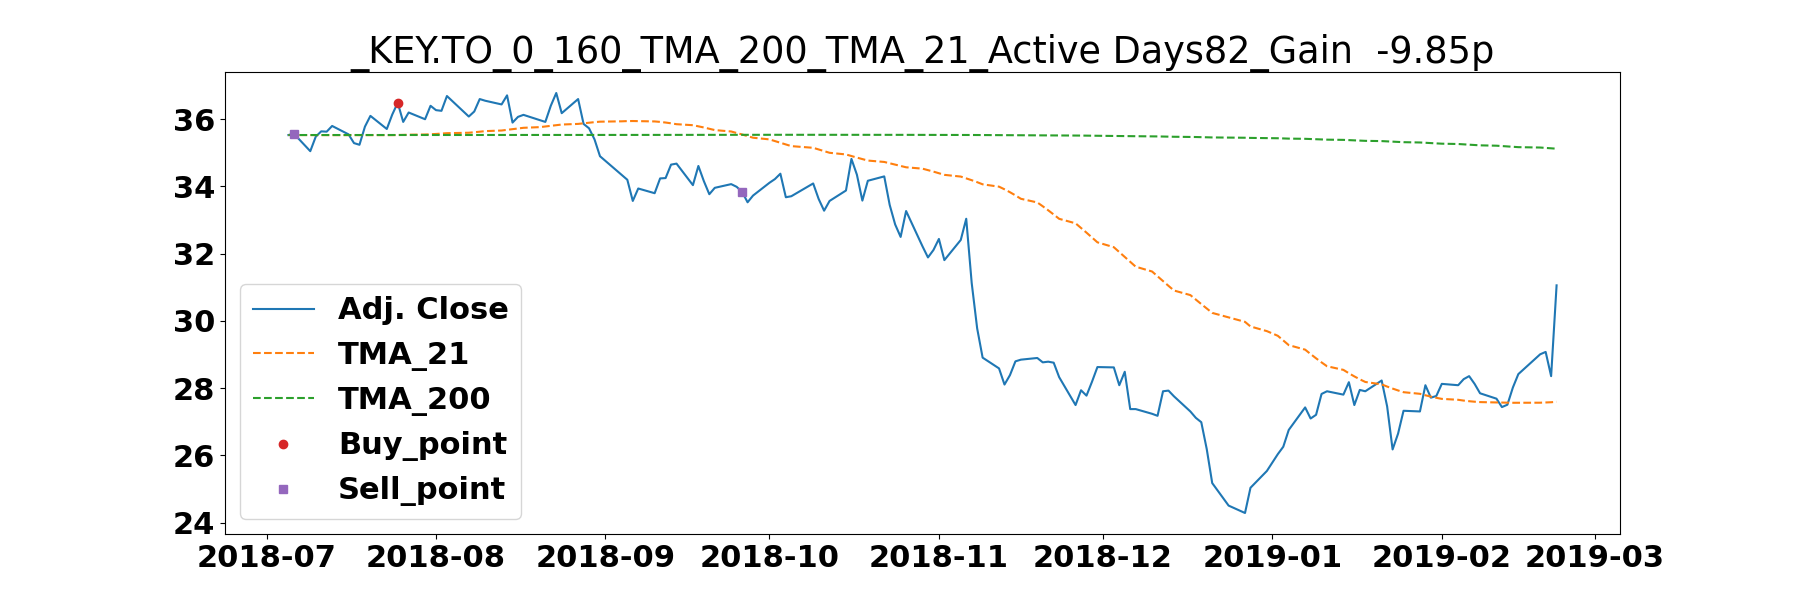 _KEY.TO_0_160_TMA_200_TMA_21_Active Days82_Gain  -9.85p
36
34
32
30
28
26
24
Adj. Close
TMA_21
TMA_200
Buy_point
Sell_point
2018-07 2018-08 2018-09 2018-10 2018-11 2018-12 2019-01 2019-02 2019-03